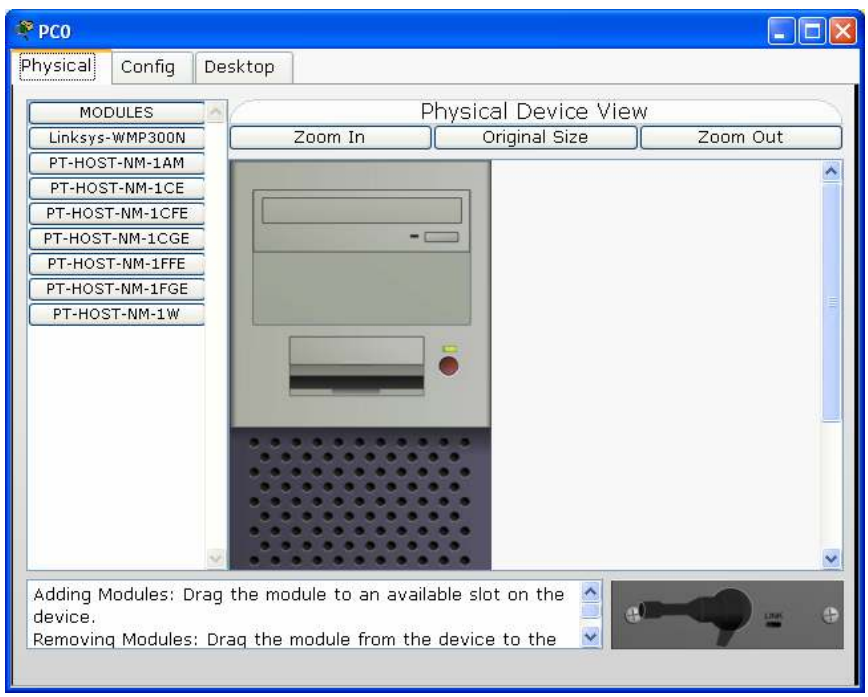 PC0
Physical Config Desktop
MODULES
Linksys-WMP300N
PT-HOST-NM-1AM
PT-HOST-NM-1CE
PT-HOST-NM-1CFE
PT-HOST-NM-1CGE
PT-HOST-NM-1FFE
PT-HOST-NM-1FGE
PT-HOST-NM-1W
Physical Device View
Zoom In Original Size Zoom Out
Adding Modules: Drag the module to an available slot on the
device.
Removing Modules: Drag the module from the device to the
LINK